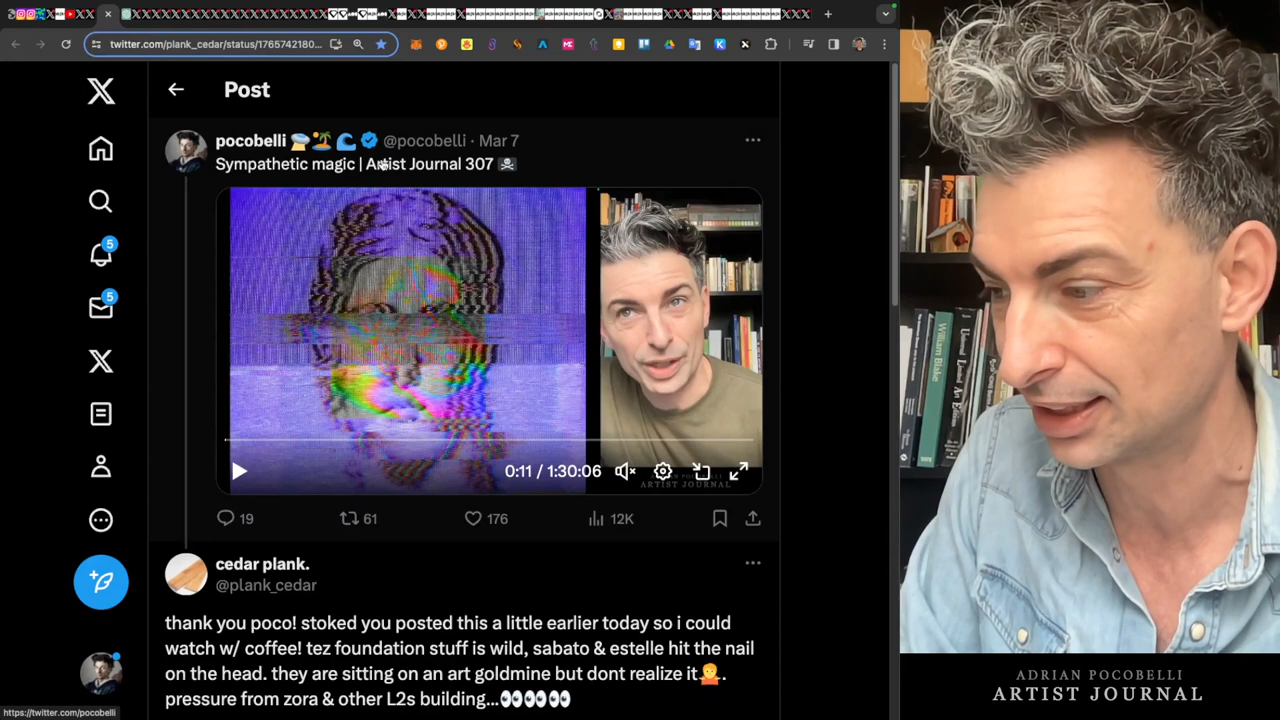 twitter.com/plank_cedar/status/1765742180...
Post
pocobelli @pocobelli · Mar 7
Sympathetic magic | Artist Journal 307
0:11 / 1:30:06
ARTIST JOURNAL
19
61
176
12K
5
5
cedar plank.
@plank_cedar
thank you poco! stoked you posted this a little earlier today so i could
watch w/ coffee! tez foundation stuff is wild, sabato & estelle hit the nail
on the head. they are sitting on an art goldmine but dont realize it🤷.
pressure from zora & other L2s building...👀👀👀👀👀👀
https://twitter.com/pocobelli
William Blake
ADRIAN POCOBELLI
ARTIST JOURNAL